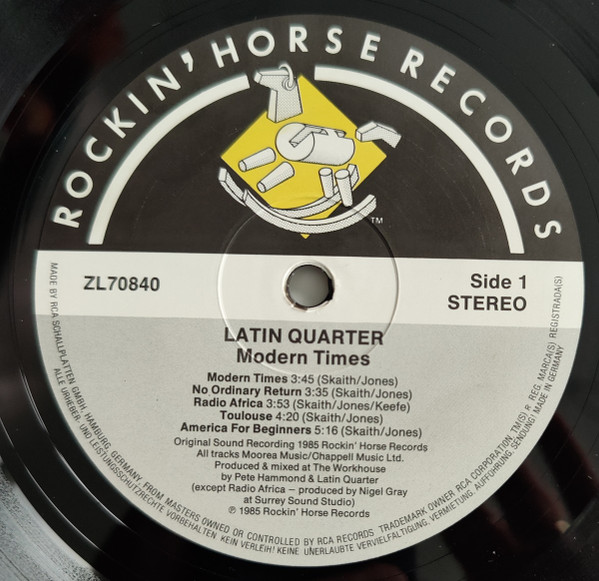 ROCKIN' HORSE RECORDS
TM
ZL70840
Side 1
STEREO
LATIN QUARTER
Modern Times
Modern Times 3:45 (Skaith/Jones)
No Ordinary Return 3:35 (Skaith/Jones)
Radio Africa 3:53 (Skaith/Jones/Keefe)
Toulouse 4:20 (Skaith/Jones)
America For Beginners 5:16 (Skaith/Jones)
Original Sound Recording 1985 Rockin' Horse Records
All tracks Moorea Music/Chappell Music Ltd.
Produced & mixed at The Workhouse
by Pete Hammond & Latin Quarter
(except Radio Africa – produced by Nigel Gray
at Surrey Sound Studio)
℗ 1985 Rockin' Horse Records
MADE BY RCA SCHALLPLATTEN GMBH, HAMBURG, GERMANY, FROM MASTERS OWNED OR CONTROLLED BY RCA RECORDS. TRADEMARK OWNER RCA CORPORATION, TM(S) ® REG. MARCA(S) REGISTRADA(S)
ALLE URHEBER- UND LEISTUNGSSCHUTZRECHTE VORBEHALTEN. KEIN VERLEIH! KEINE UNERLAUBTE VERVIELFÄLTIGUNG, VERMIETUNG, AUFFÜHRUNG, SENDUNG! MADE IN GERMANY